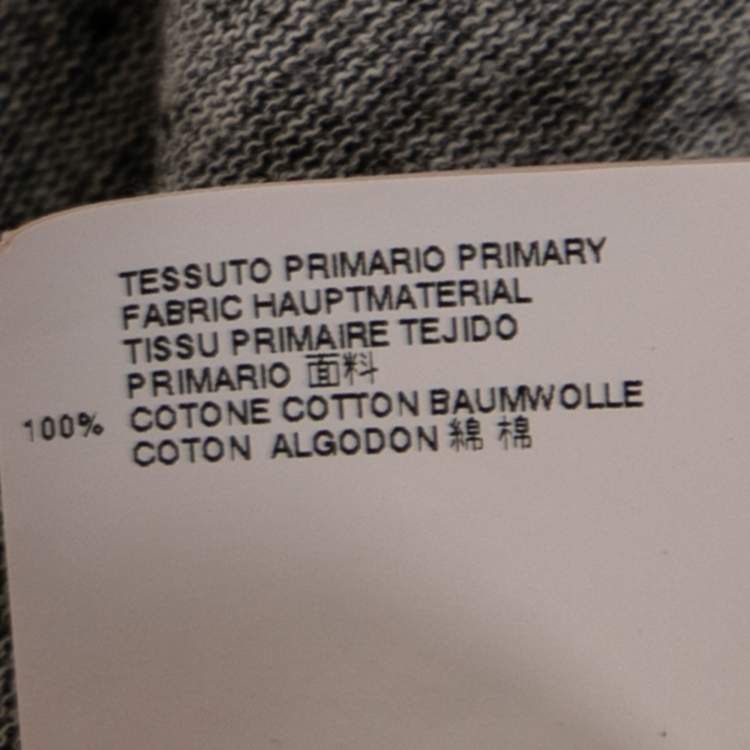 TESSUTO PRIMARIO PRIMARY
FABRIC HAUPTMATERIAL
TISSU PRIMAIRE TEJIDO
PRIMARIO 面料
100% COTONE COTTON BAUMWOLLE
COTON ALGODON 綿 棉